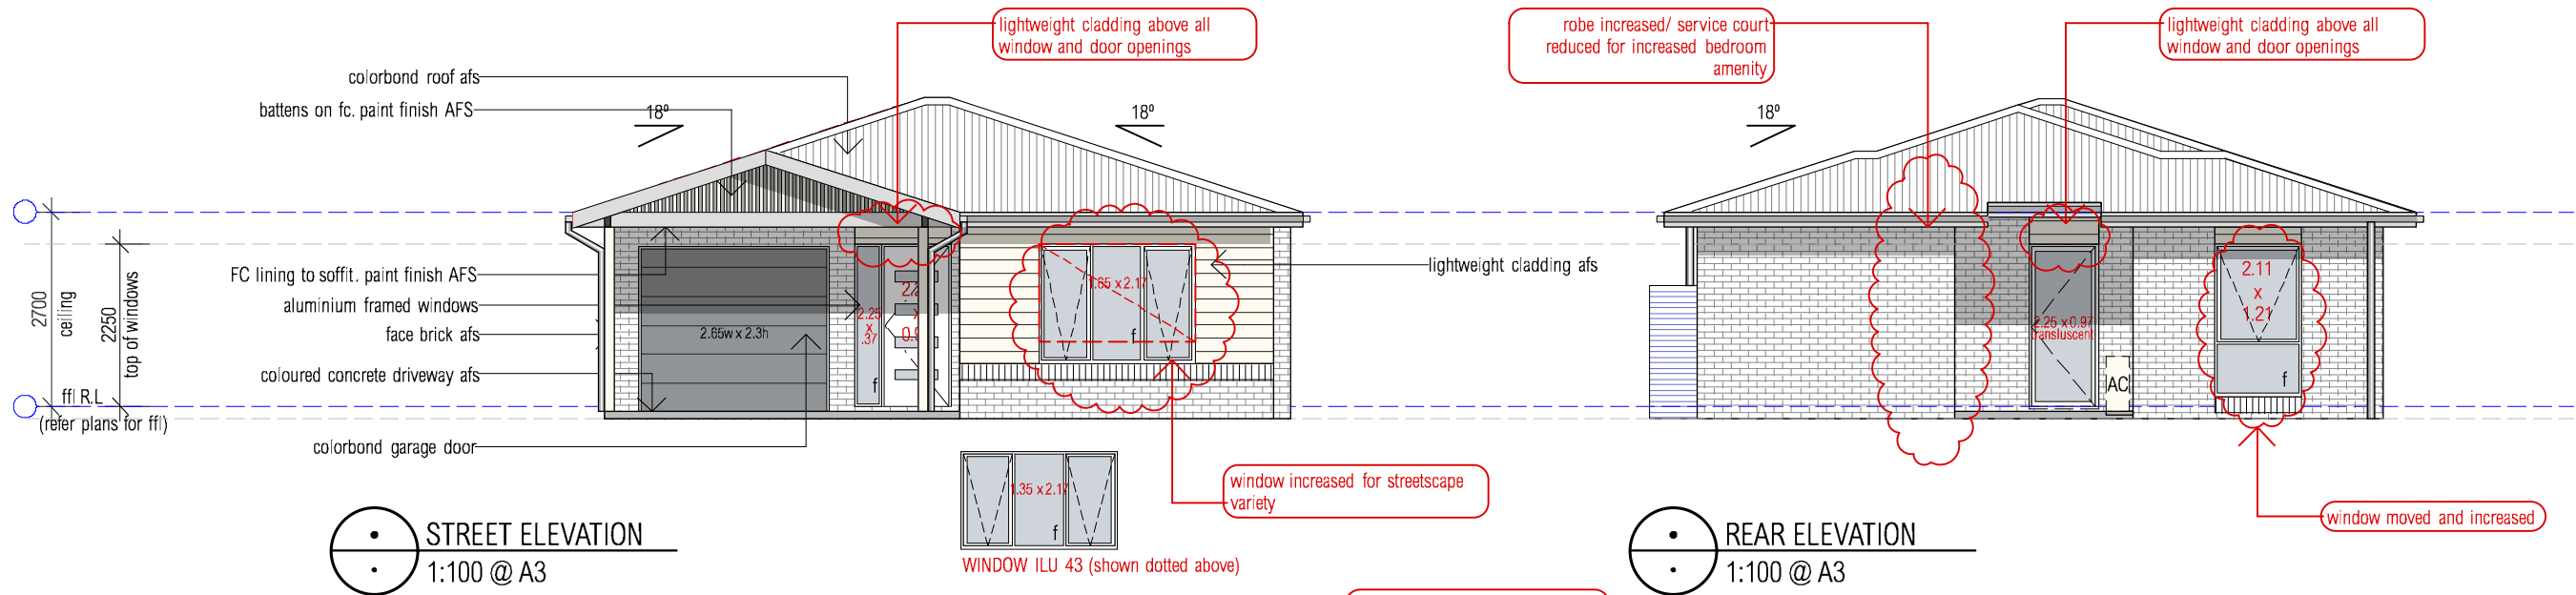 lightweight cladding above all
window and door openings
robe increased/ service court
reduced for increased bedroom
amenity
lightweight cladding above all
window and door openings
colorbond roof afs
battens on fc. paint finish AFS
18º
18º
18º
FC lining to soffit. paint finish AFS
aluminium framed windows
face brick afs
coloured concrete driveway afs
colorbond garage door
2700
ceiling
2250
top of windows
ffl R.L
(refer plans for ffl)
2.65w x 2.3h
2.25
x
.37
f
1.65 x 2.17
f
lightweight cladding afs
2.25 x 0.97
transluscent
AC
2.11
x
1.21
f
1.35 x 2.17
f
WINDOW ILU 43 (shown dotted above)
window increased for streetscape
variety
window moved and increased
STREET ELEVATION
1:100 @ A3
REAR ELEVATION
1:100 @ A3